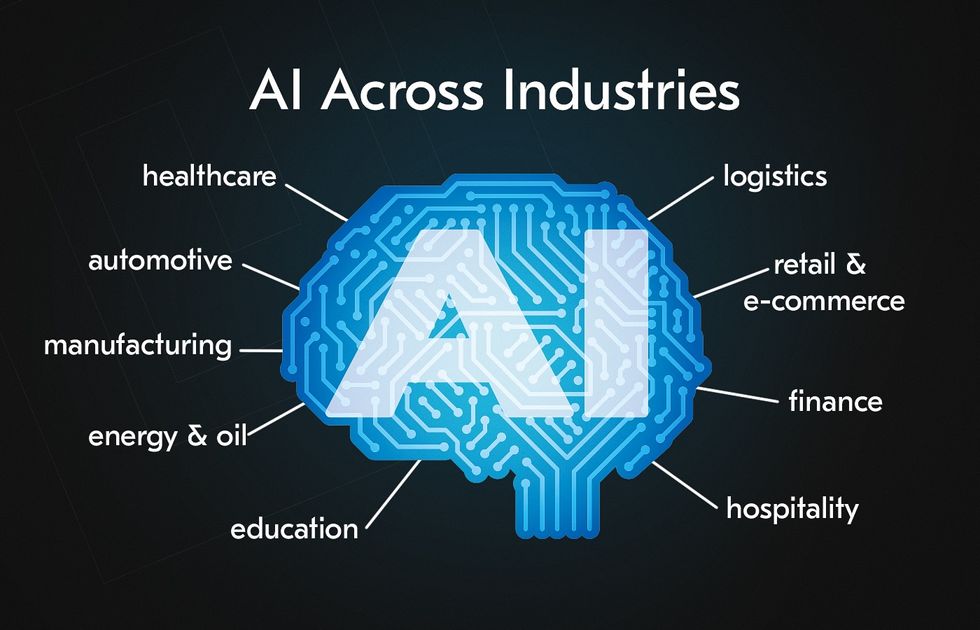 AI Across Industries
healthcare
automotive
manufacturing
energy & oil
education
AI
logistics
retail &
e-commerce
finance
hospitality